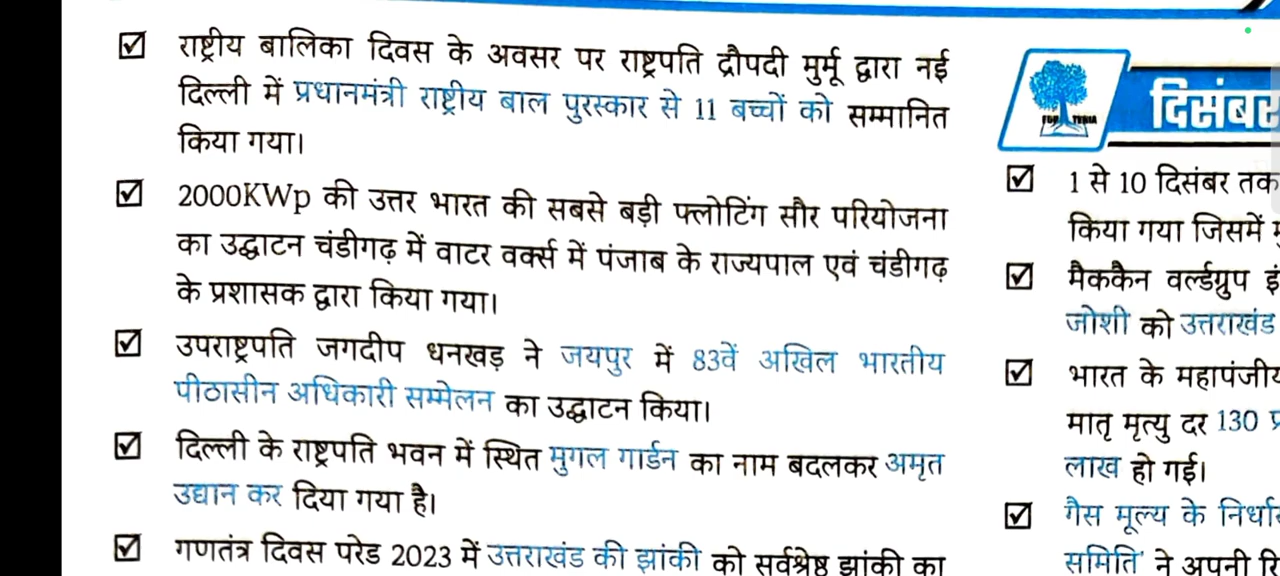 राष्ट्रीय बालिका दिवस के अवसर पर राष्ट्रपति द्रौपदी मुर्मू द्वारा नई
दिल्ली में प्रधानमंत्री राष्ट्रीय बाल पुरस्कार से 11 बच्चों को सम्मानित
किया गया।
2000KWp की उत्तर भारत की सबसे बड़ी फ्लोटिंग सौर परियोजना
का उद्घाटन चंडीगढ़ में वाटर वर्क्स में पंजाब के राज्यपाल एवं चंडीगढ़
के प्रशासक द्वारा किया गया।
उपराष्ट्रपति जगदीप धनखड़ ने जयपुर में 83वें अखिल भारतीय
पीठासीन अधिकारी सम्मेलन का उद्घाटन किया।
दिल्ली के राष्ट्रपति भवन में स्थित मुगल गार्डन का नाम बदलकर अमृत
उद्यान कर दिया गया है।
गणतंत्र दिवस परेड 2023 में उत्तराखंड की झांकी को सर्वश्रेष्ठ झांकी का
दिसंबर
1 से 10 दिसंबर तक
किया गया जिसमें
मैककैन वर्ल्डग्रुप
जोशी को उत्तराखंड
भारत के
मातृ मृत्यु दर 130
लाख हो गई।
गैस मूल्य के
समिति' ने अपनी